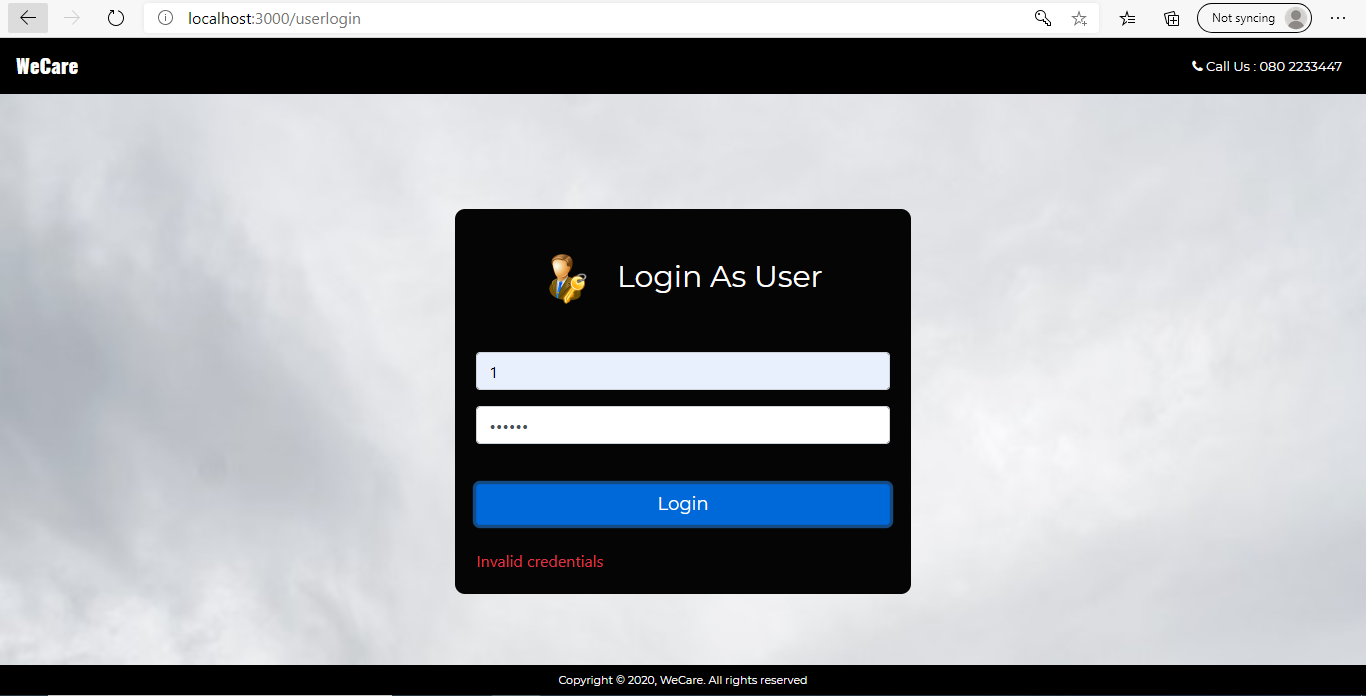 localhost:3000/userlogin
Not syncing
WeCare
Call Us : 080 2233447
Login As User
1
••••••
Login
Invalid credentials
Copyright © 2020, WeCare. All rights reserved